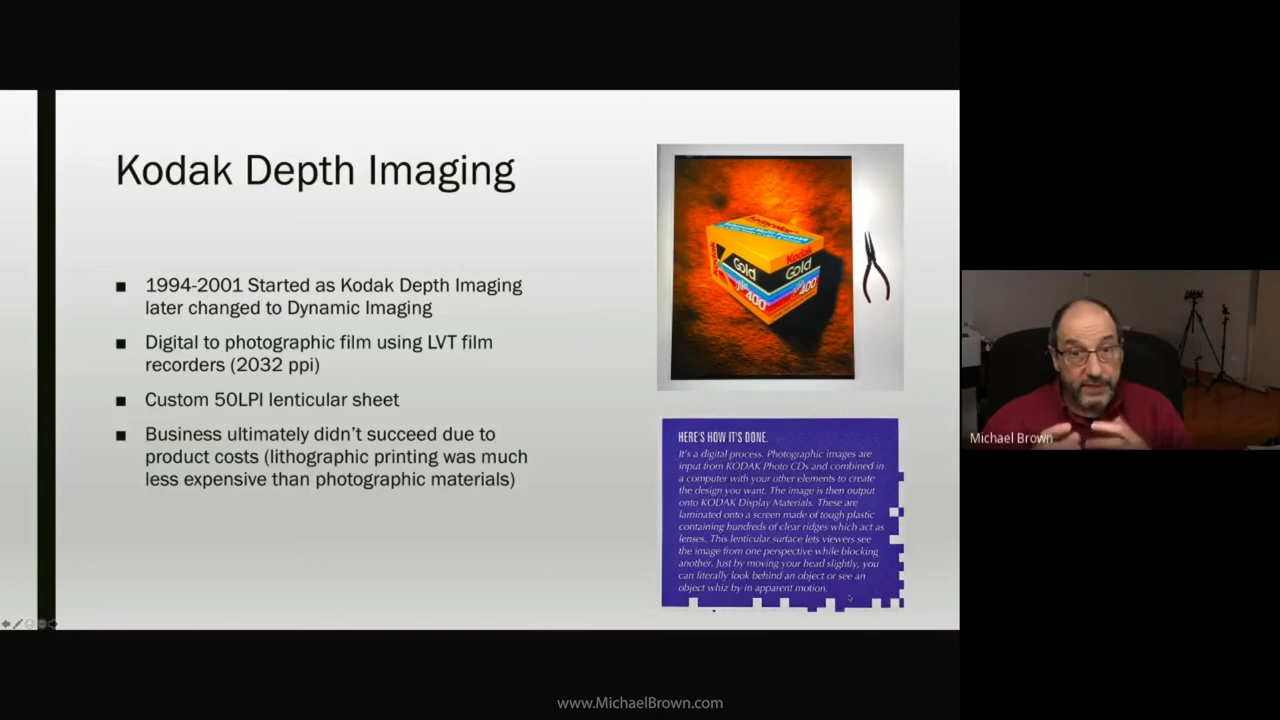 Kodak Depth Imaging
■ 1994-2001 Started as Kodak Depth Imaging
later changed to Dynamic Imaging
■ Digital to photographic film using LVT film
recorders (2032 ppi)
■ Custom 50LPI lenticular sheet
■ Business ultimately didn't succeed due to
product costs (lithographic printing was much
less expensive than photographic materials)
Kodak
Gold
Gold
400
400
HERE'S HOW IT'S DONE.
It's a digital process. Photographic images are
input from KODAK Photo CDs and combined in
a computer with your other elements to create
the design you want. The image is then output
onto KODAK Display Materials. These are
laminated onto a screen made of tough plastic
containing hundreds of clear ridges which act as
lenses. This lenticular surface lets viewers see
the image from one perspective while blocking
another. Just by moving your head slightly, you
can literally look behind an object or see an
object whiz by in apparent motion.
Michael Brown
www.MichaelBrown.com